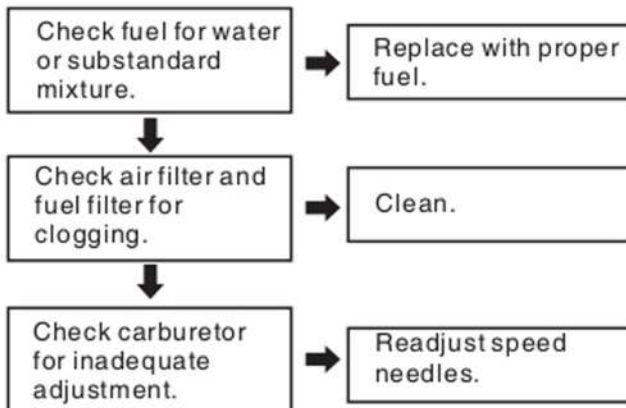 Check fuel for water
or substandard
mixture.
Replace with proper
fuel.
Check air filter and
fuel filter for
clogging.
Clean.
Check carburetor
for inadequate
adjustment.
Readjust speed
needles.